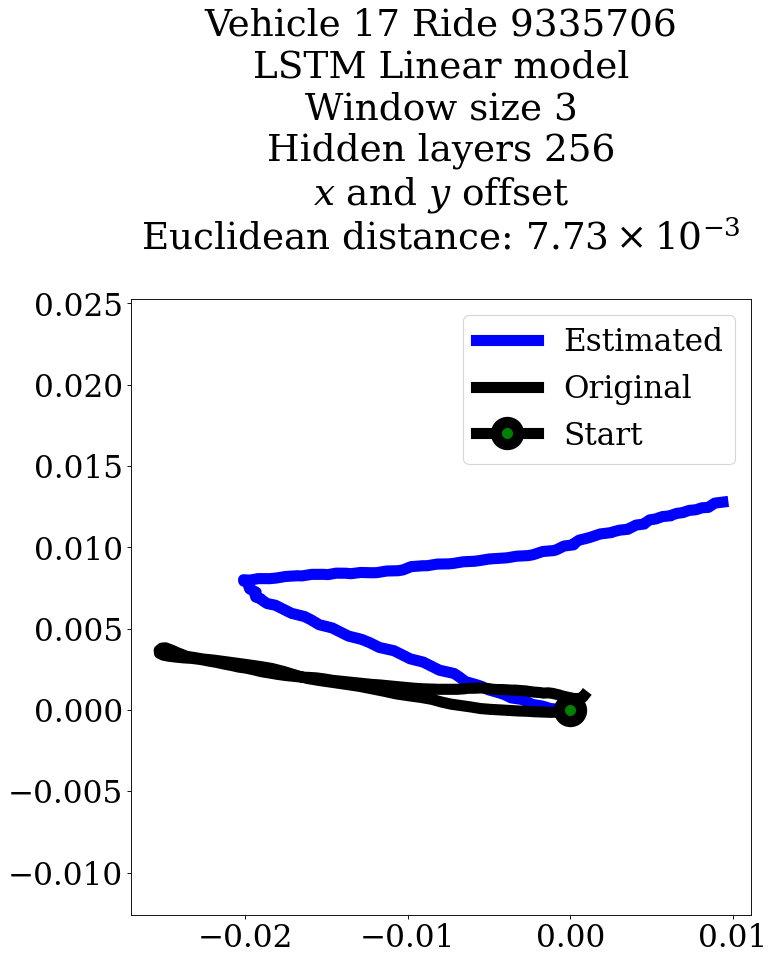 Vehicle 17 Ride 9335706
LSTM Linear model
Window size 3
Hidden layers 256
x and y offset
Euclidean distance: 7.73 × 10⁻³
0.025
0.020
0.015
0.010
0.005
0.000
−0.005
−0.010
Estimated
Original
Start
−0.02
−0.01
0.00
0.01